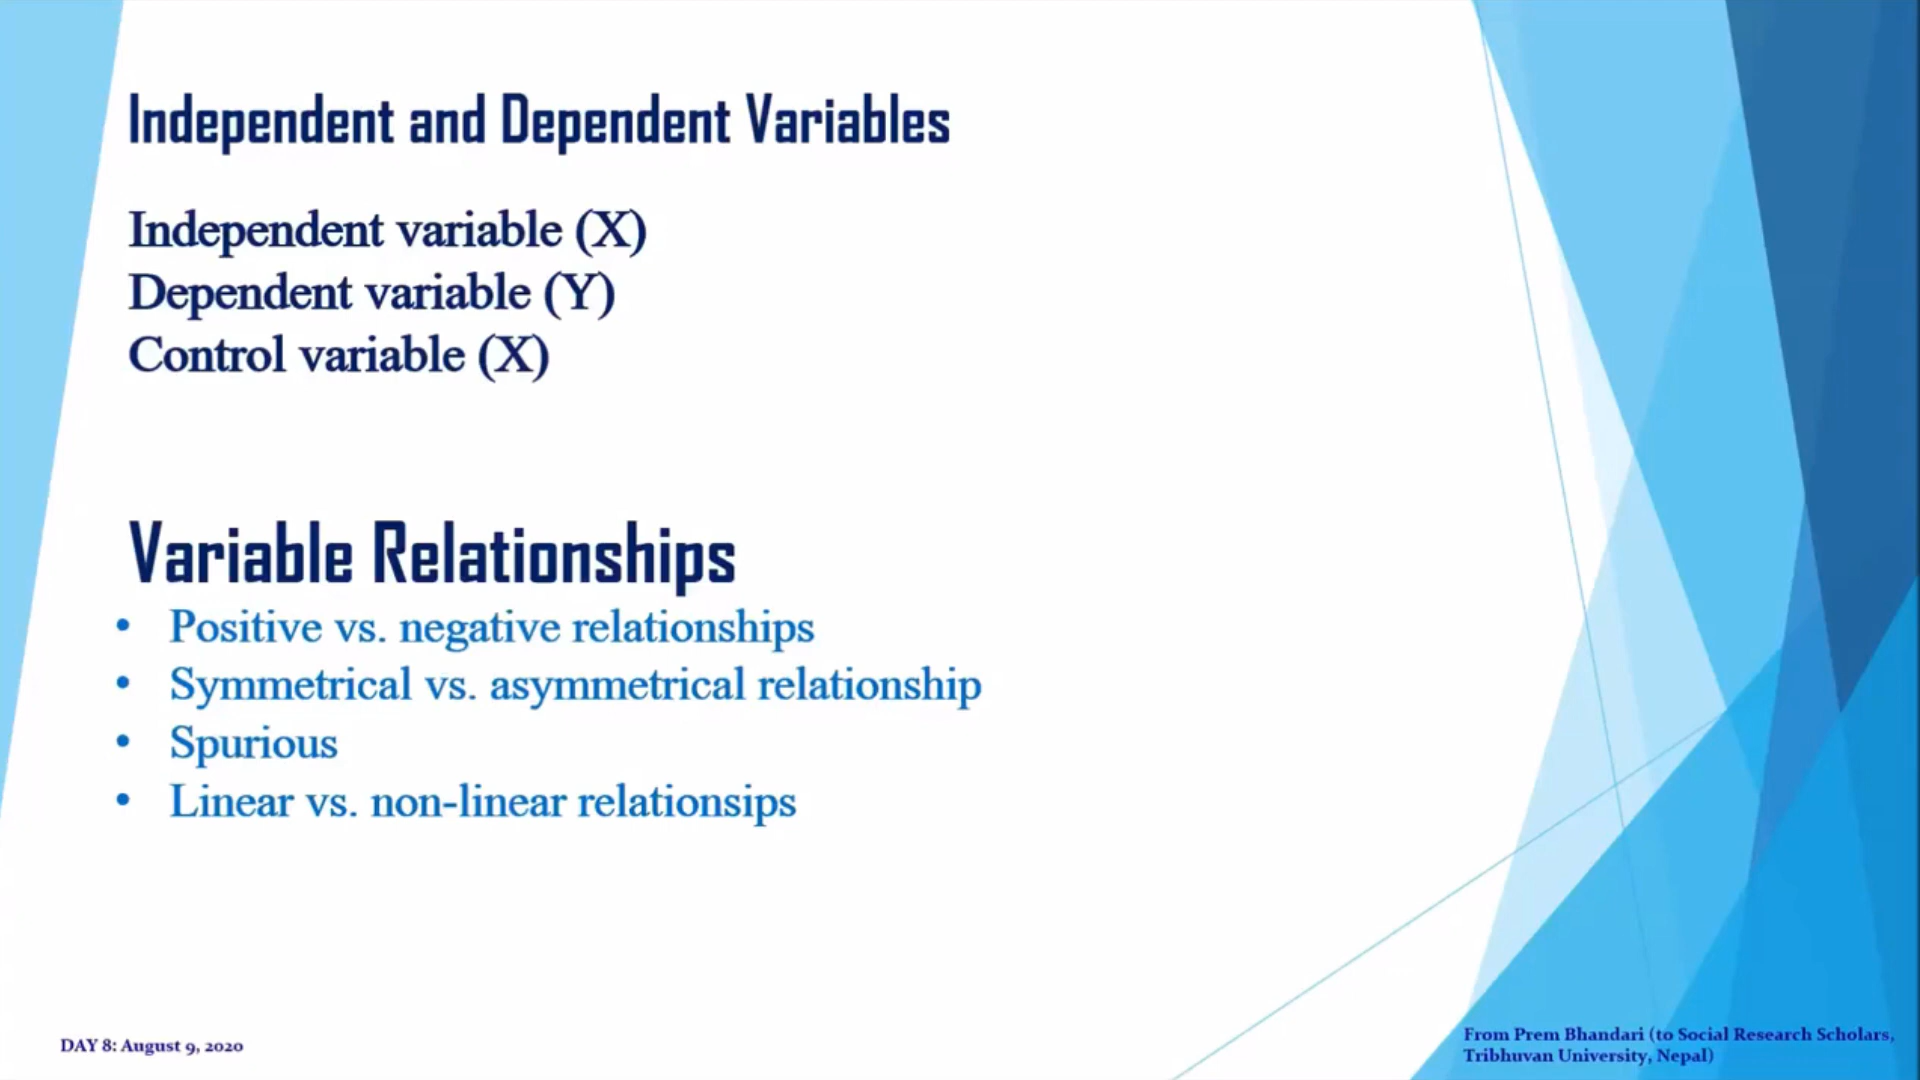 Independent and Dependent Variables
Independent variable (X)
Dependent variable (Y)
Control variable (X)
Variable Relationships
• Positive vs. negative relationships
• Symmetrical vs. asymmetrical relationship
• Spurious
• Linear vs. non-linear relationsips
DAY 8: August 9, 2020
From Prem Bhandari (to Social Research Scholars,
Tribhuvan University, Nepal)